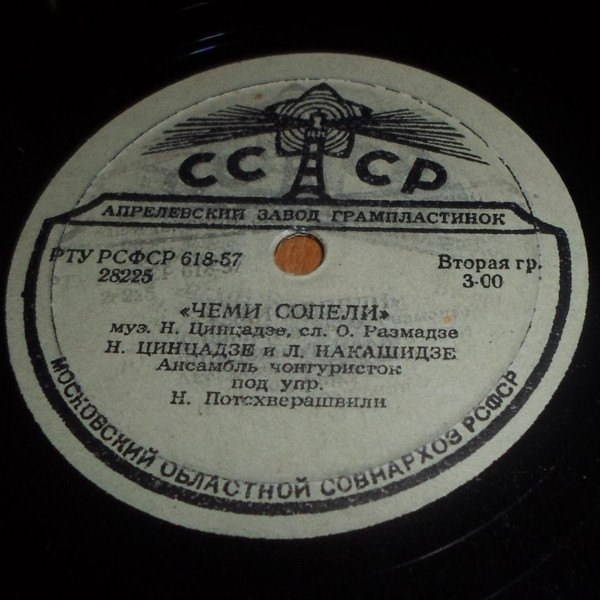 СССР
АПРЕЛЕВСКИЙ ЗАВОД ГРАМПЛАСТИНОК
РТУ РСФСР 618-57
28225
Вторая гр.
3-00
«ЧЕМИ СОПЕЛИ»
муз. Н. Цинцадзе, сл. О. Размадзе
Н. ЦИНЦАДЗЕ и Л. НАКАШИДЗЕ
Ансамбль чонгуристок
под упр.
Н. Потсхверашвили
МОСКОВСКИЙ ОБЛАСТНОЙ СОВНАРХОЗ РСФСР